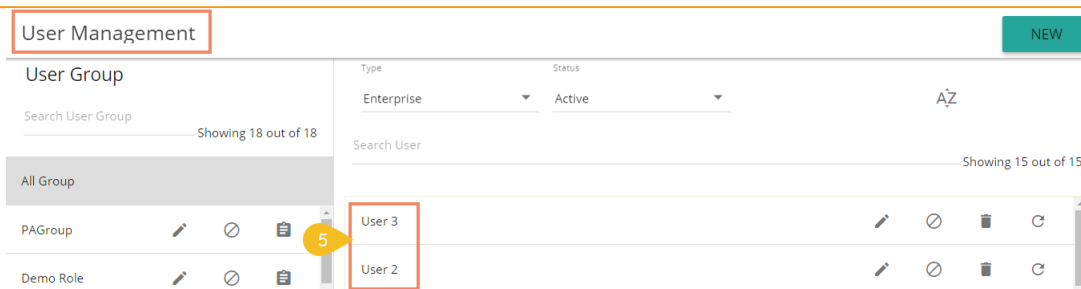 User Management
NEW
User Group
Search User Group
Showing 18 out of 18
All Group
PAGroup
Demo Role
Type
Status
Enterprise
Active
AZ
Search User
Showing 15 out of 15
5
User 3
User 2